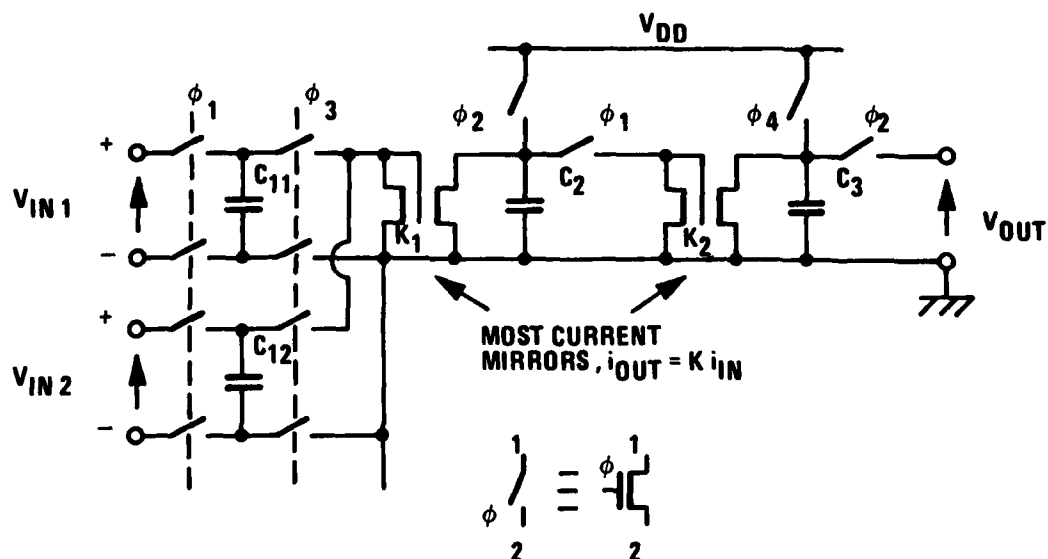 V_DD
ϕ1
ϕ3
ϕ2
ϕ1
ϕ4
ϕ2
+
C11
C2
C3
V_IN 1
K1
K2
V_OUT
–
+
MOST CURRENT
MIRRORS, i_OUT = K i_IN
C12
V_IN 2
–
1
1
ϕ
ϕ
2
2